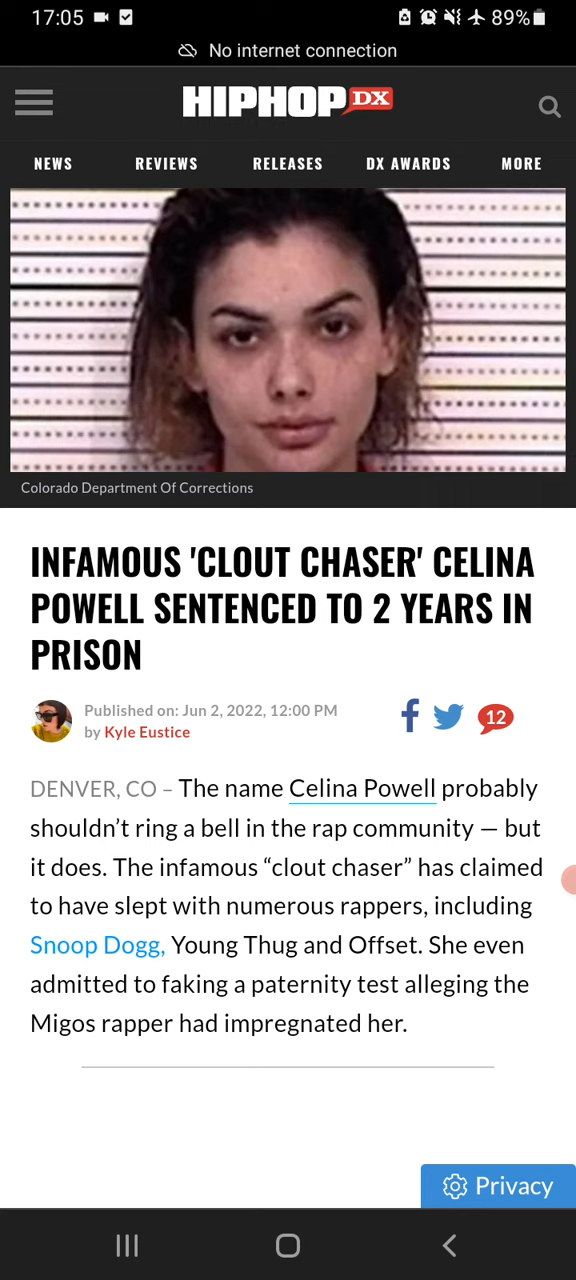 17:05 89%
No internet connection
HIPHOPDX
NEWS REVIEWS RELEASES DX AWARDS MORE
Colorado Department Of Corrections
INFAMOUS 'CLOUT CHASER' CELINA
POWELL SENTENCED TO 2 YEARS IN
PRISON
Published on: Jun 2, 2022, 12:00 PM
by Kyle Eustice
12
DENVER, CO – The name Celina Powell probably
shouldn’t ring a bell in the rap community — but
it does. The infamous “clout chaser” has claimed
to have slept with numerous rappers, including
Snoop Dogg, Young Thug and Offset. She even
admitted to faking a paternity test alleging the
Migos rapper had impregnated her.
Privacy